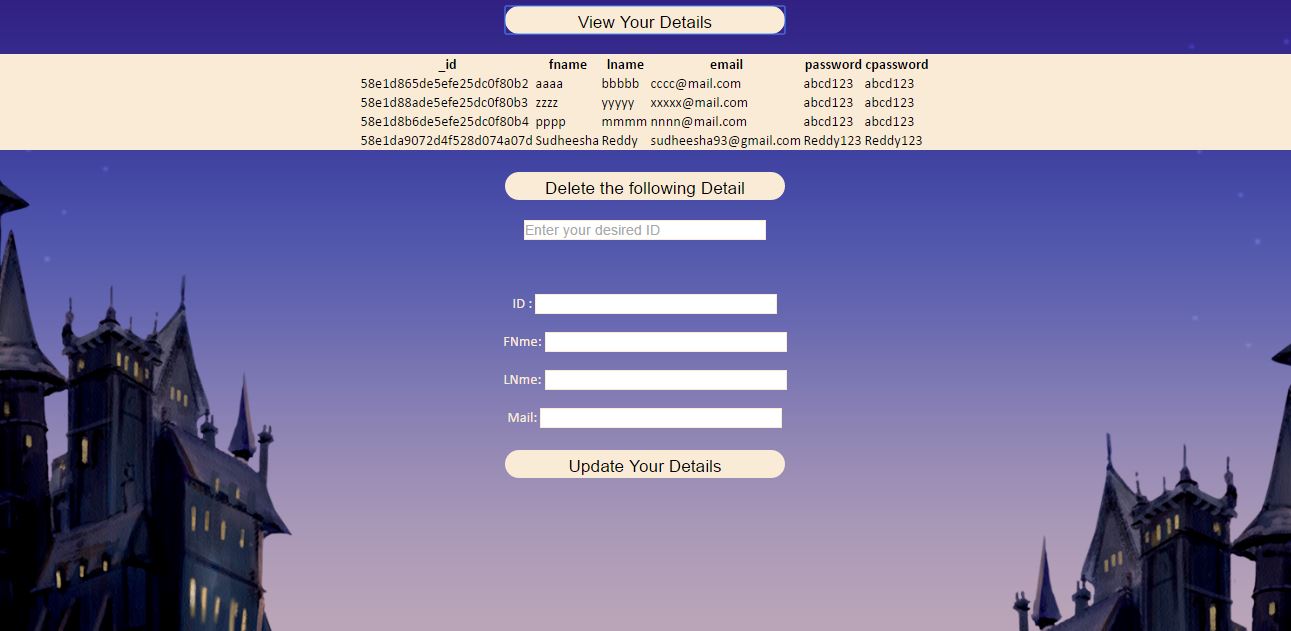 View Your Details
_id fname lname email password cpassword
58e1d865de5efe25dc0f80b2 aaaa bbbbb cccc@mail.com abcd123 abcd123
58e1d88ade5efe25dc0f80b3 zzzz yyyyy xxxxx@mail.com abcd123 abcd123
58e1d8b6de5efe25dc0f80b4 pppp mmmm nnnn@mail.com abcd123 abcd123
58e1da9072d4f528d074a07d Sudheesha Reddy sudheesha93@gmail.com Reddy123 Reddy123
Delete the following Detail
Enter your desired ID
ID :
FNme:
LNme:
Mail:
Update Your Details